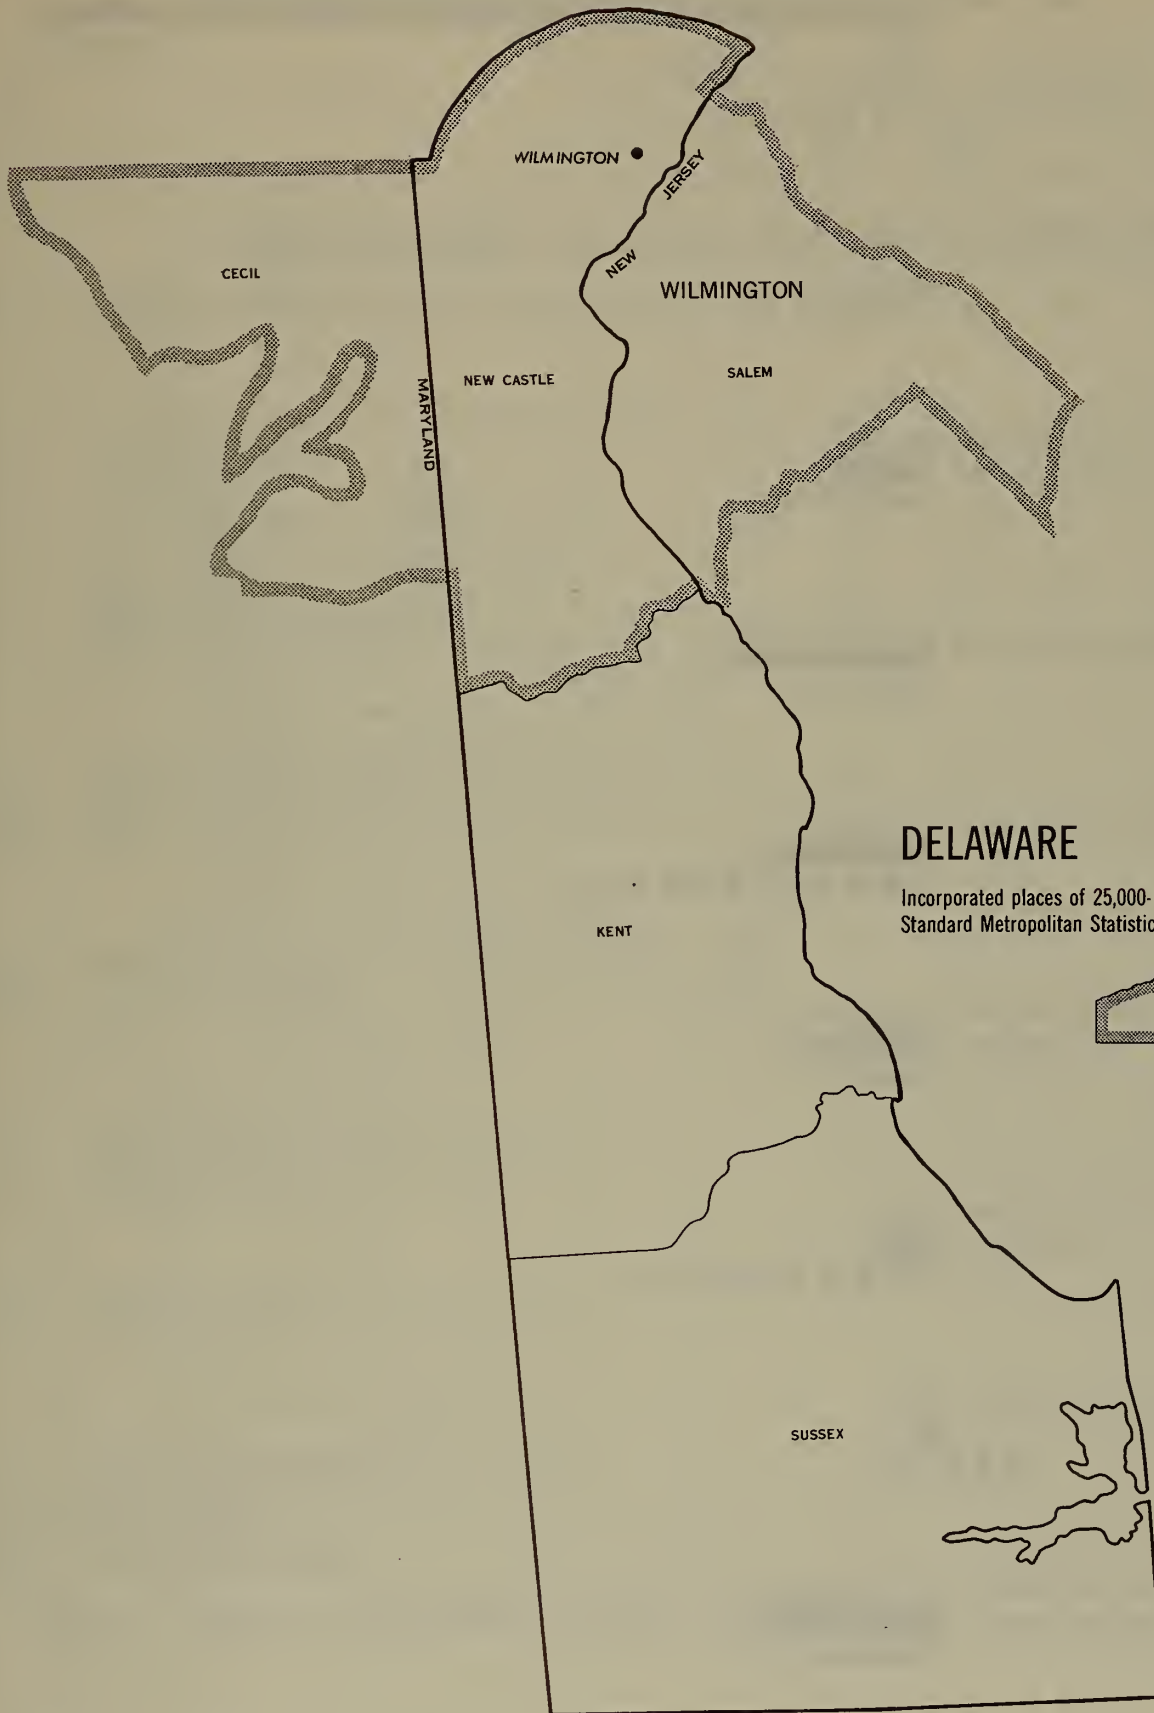 WILMINGTON
NEW JERSEY
CECIL
WILMINGTON
NEW CASTLE
SALEM
MARYLAND
DELAWARE
Incorporated places of 25,000-
Standard Metropolitan
KENT
SUSSEX